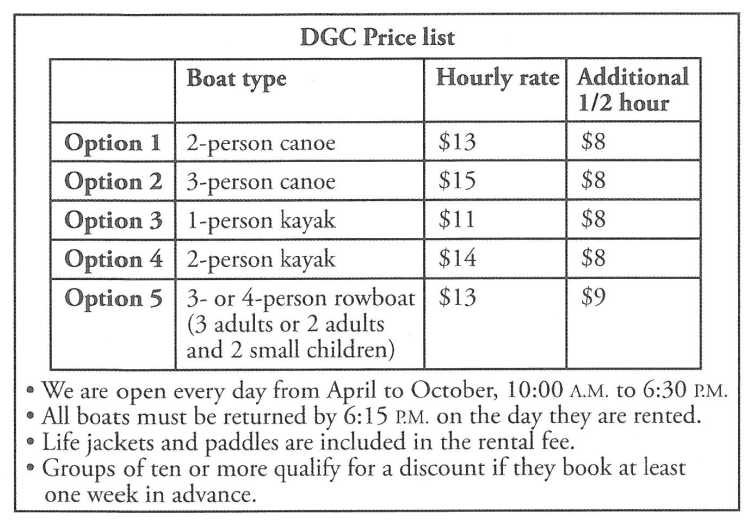 DGC Price list
Boat type Hourly rate Additional
1/2 hour
Option 1 2-person canoe $13 $8
Option 2 3-person canoe $15 $8
Option 3 1-person kayak $11 $8
Option 4 2-person kayak $14 $8
Option 5 3- or 4-person rowboat $13 $9
(3 adults or 2 adults
and 2 small children)
• We are open every day from April to October, 10:00 A.M. to 6:30 P.M.
• All boats must be returned by 6:15 P.M. on the day they are rented.
• Life jackets and paddles are included in the rental fee.
• Groups of ten or more qualify for a discount if they book at least
one week in advance.